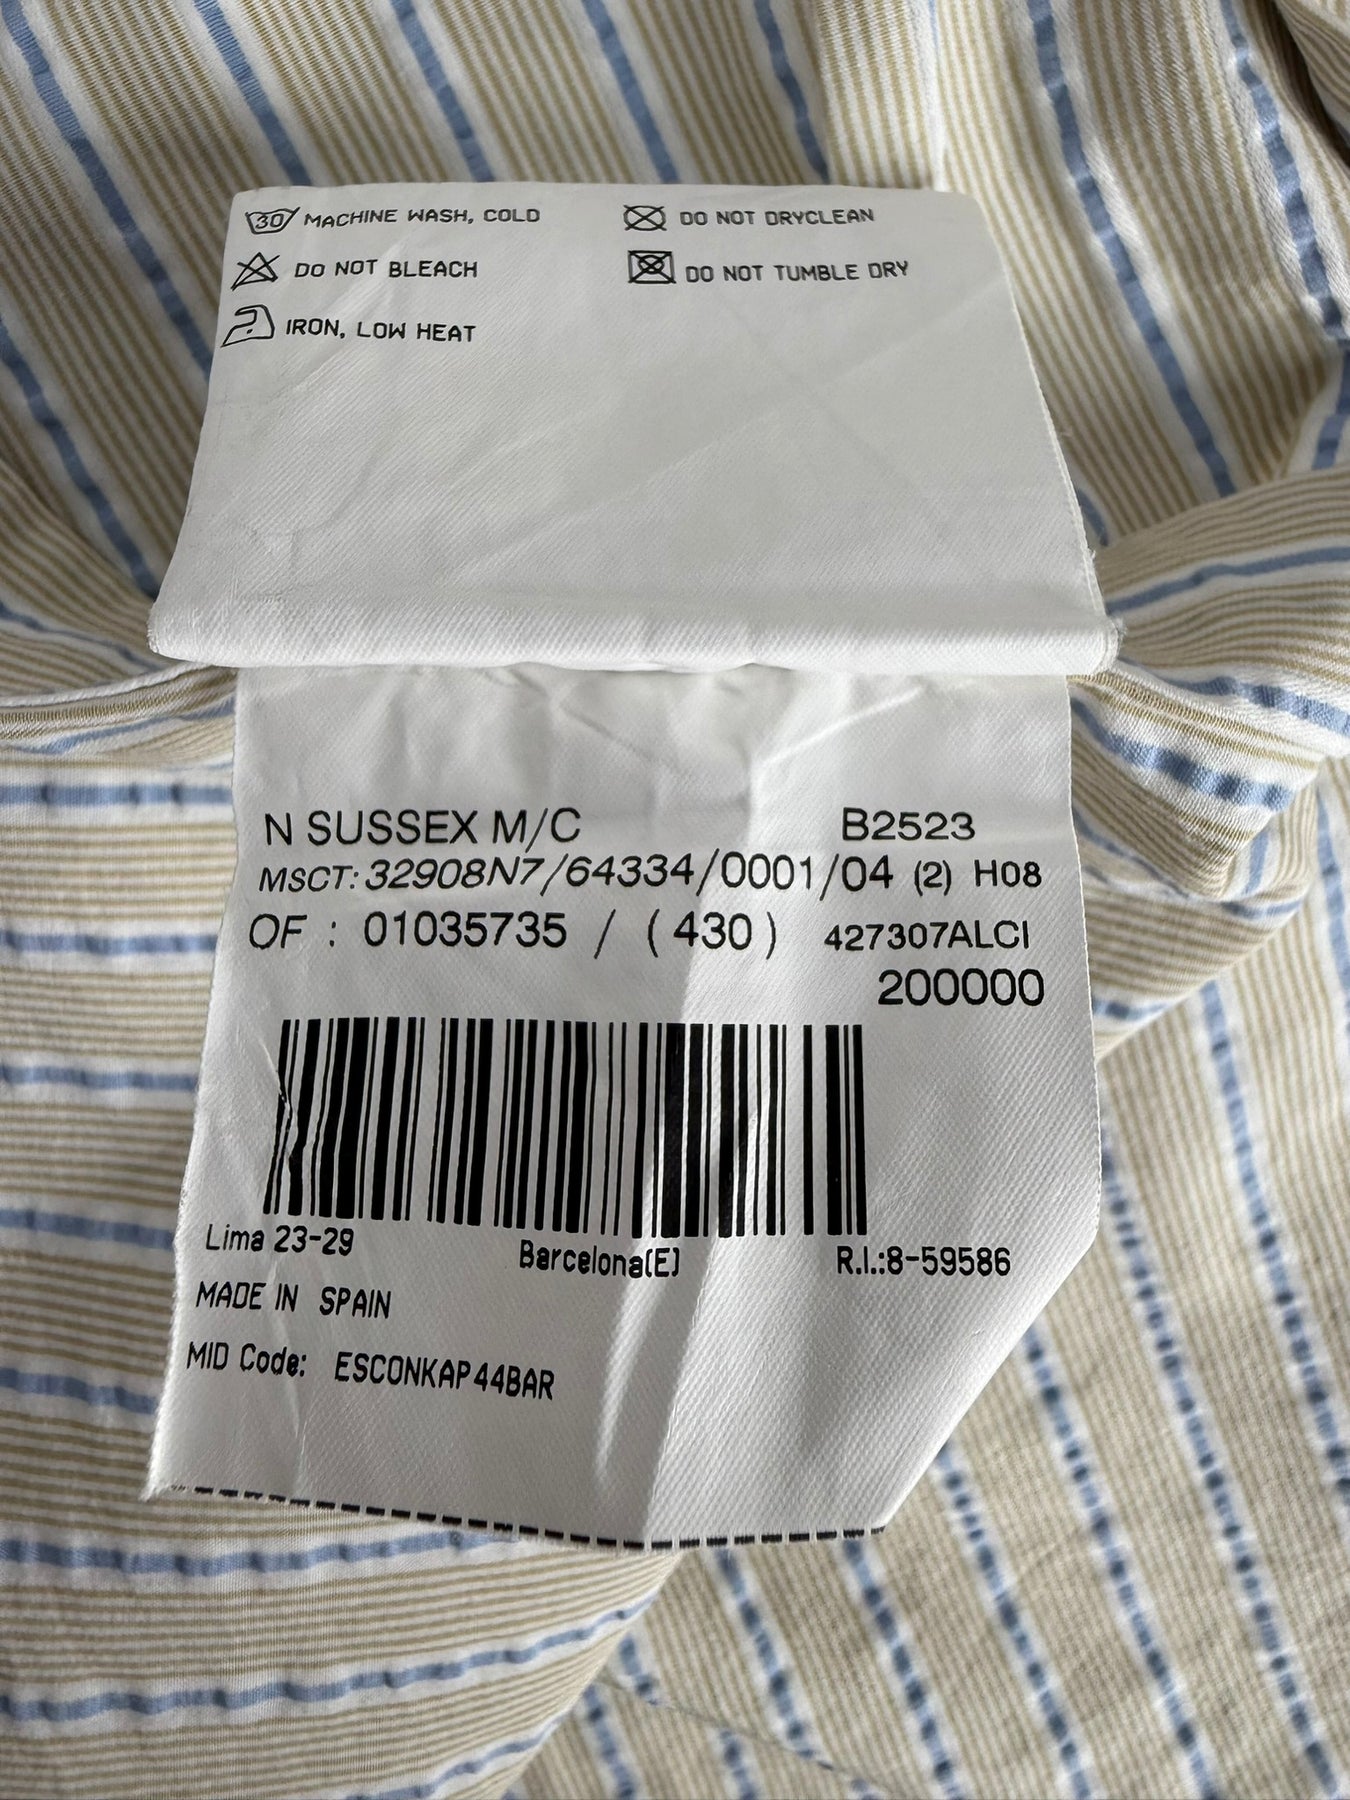 30 MACHINE WASH, COLD
DO NOT DRYCLEAN
DO NOT BLEACH
DO NOT TUMBLE DRY
IRON, LOW HEAT
N SUSSEX M/C B2523
MSCT: 32908N7/64334/0001/04 (2) H08
OF : 01035735 / (430) 427307ALCI
200000
Lima 23-29 Barcelona(E) R.I.:8-59586
MADE IN SPAIN
MID Code: ESCONKAP44BAR